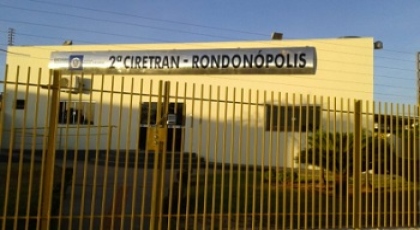 2ª CIRETRAN - RONDONÓPOLIS